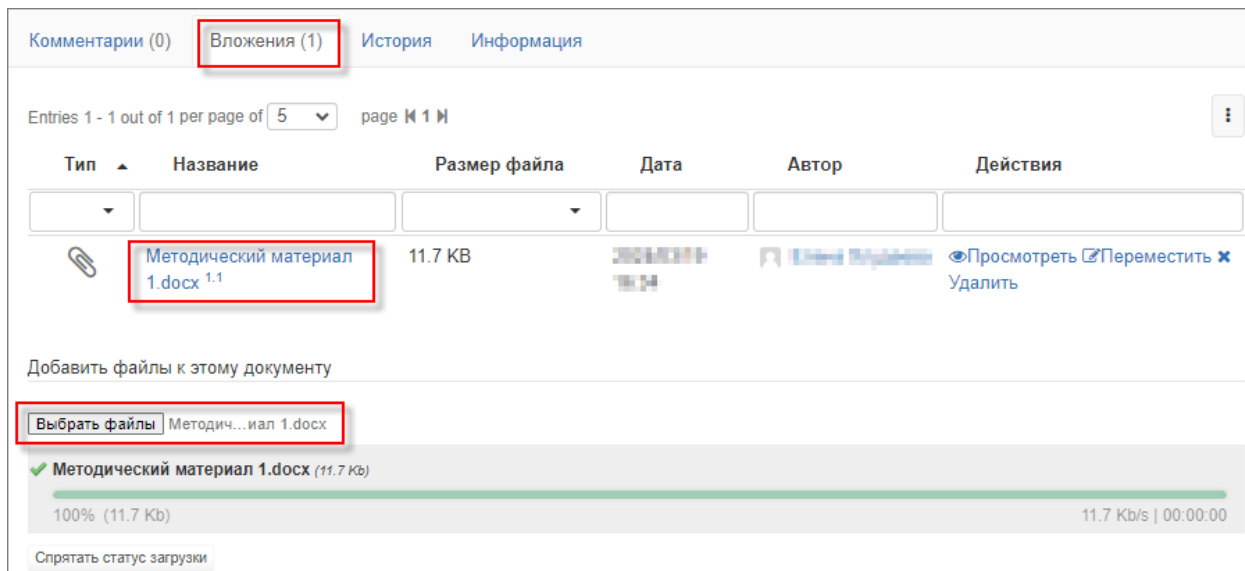 Комментарии (0) Вложения (1) История Информация
Entries 1 - 1 out of 1 per page of 5 page 1
Тип Название Размер файла Дата Автор Действия
Методический материал 11.7 KB Просмотреть Переместить
1.docx 1.1 Удалить
Добавить файлы к этому документу
Выбрать файлы Методич...иал 1.docx
Методический материал 1.docx (11.7 Kb)
100% (11.7 Kb) 11.7 Kb/s | 00:00:00
Спрятать статус загрузки